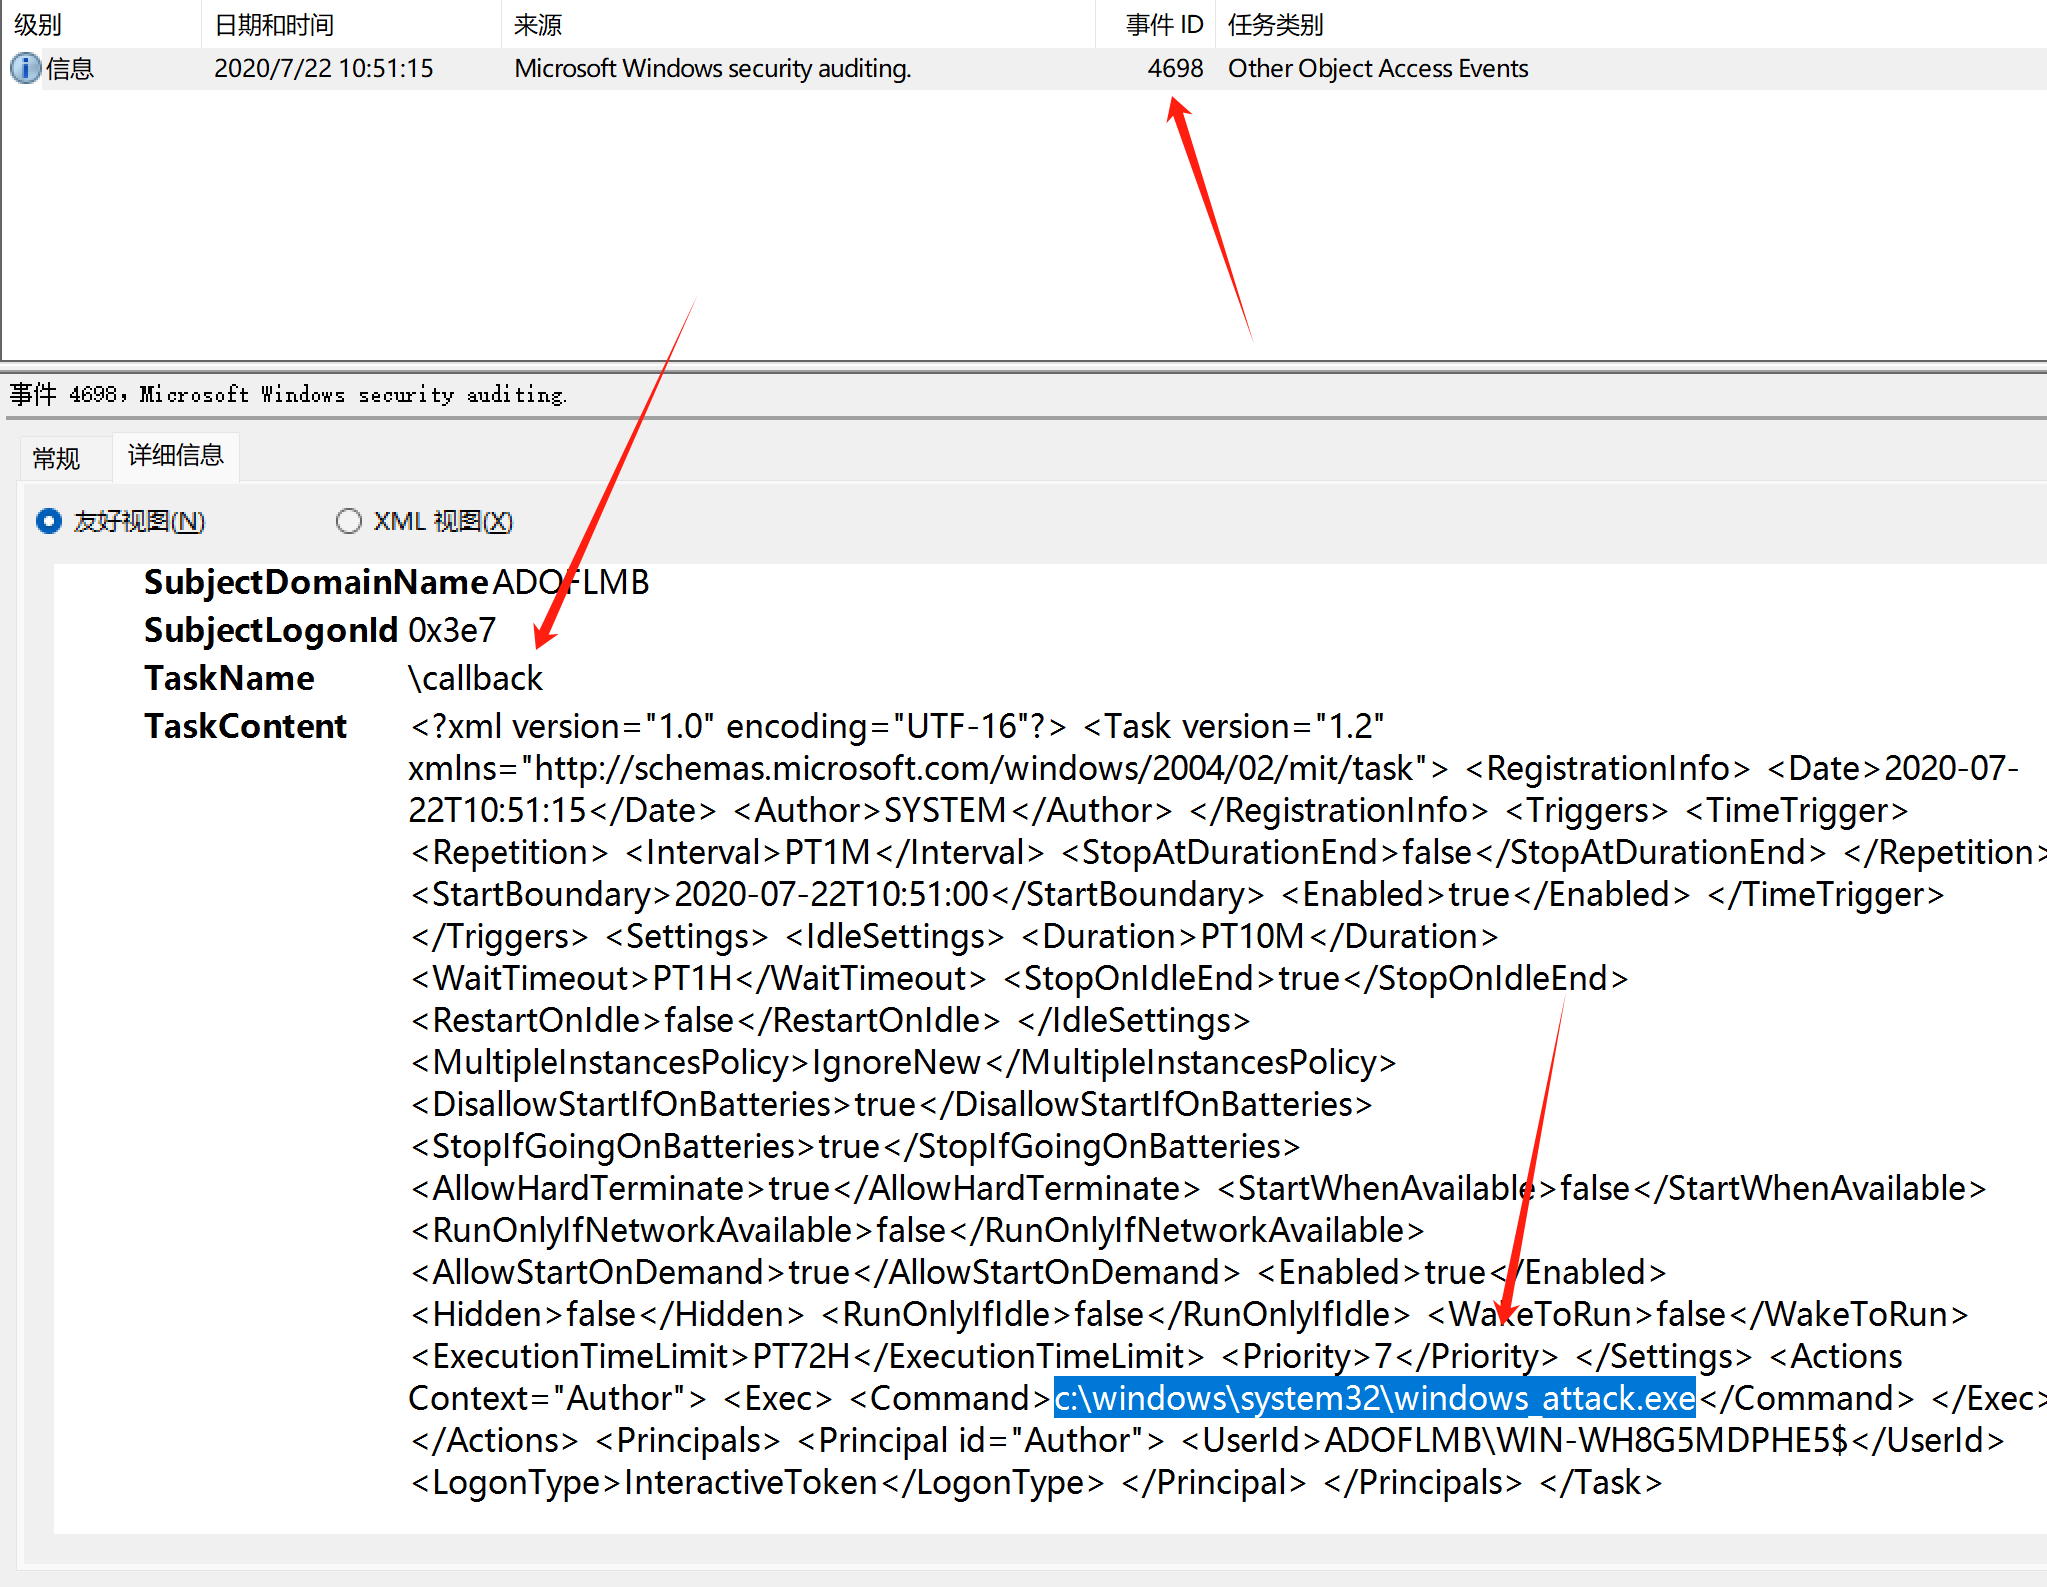 级别 日期和时间 来源 事件 ID 任务类别
信息 2020/7/22 10:51:15 Microsoft Windows security auditing. 4698 Other Object Access Events
事件 4698，Microsoft Windows security auditing.
常规 详细信息
友好视图(N) XML 视图(X)
SubjectDomainName ADOFLMB
SubjectLogonId 0x3e7
TaskName \callback
TaskContent <?xml version="1.0" encoding="UTF-16"?> <Task version="1.2"
xmlns="http://schemas.microsoft.com/windows/2004/02/mit/task"> <RegistrationInfo> <Date>2020-07-
22T10:51:15</Date> <Author>SYSTEM</Author> </RegistrationInfo> <Triggers> <TimeTrigger>
<Repetition> <Interval>PT1M</Interval> <StopAtDurationEnd>false</StopAtDurationEnd> </Repetition>
<StartBoundary>2020-07-22T10:51:00</StartBoundary> <Enabled>true</Enabled> </TimeTrigger>
</Triggers> <Settings> <IdleSettings> <Duration>PT10M</Duration>
<WaitTimeout>PT1H</WaitTimeout> <StopOnIdleEnd>true</StopOnIdleEnd>
<RestartOnIdle>false</RestartOnIdle> </IdleSettings>
<MultipleInstancesPolicy>IgnoreNew</MultipleInstancesPolicy>
<DisallowStartIfOnBatteries>true</DisallowStartIfOnBatteries>
<StopIfGoingOnBatteries>true</StopIfGoingOnBatteries>
<AllowHardTerminate>true</AllowHardTerminate> <StartWhenAvailable>false</StartWhenAvailable>
<RunOnlyIfNetworkAvailable>false</RunOnlyIfNetworkAvailable>
<AllowStartOnDemand>true</AllowStartOnDemand> <Enabled>true</Enabled>
<Hidden>false</Hidden> <RunOnlyIfIdle>false</RunOnlyIfIdle> <WakeToRun>false</WakeToRun>
<ExecutionTimeLimit>PT72H</ExecutionTimeLimit> <Priority>7</Priority> </Settings> <Actions
Context="Author"> <Exec> <Command>c:\windows\system32\windows_attack.exe</Command> </Exec>
</Actions> <Principals> <Principal id="Author"> <UserId>ADOFLMB\WIN-WH8G5MDPHE5$</UserId>
<LogonType>InteractiveToken</LogonType> </Principal> </Principals> </Task>